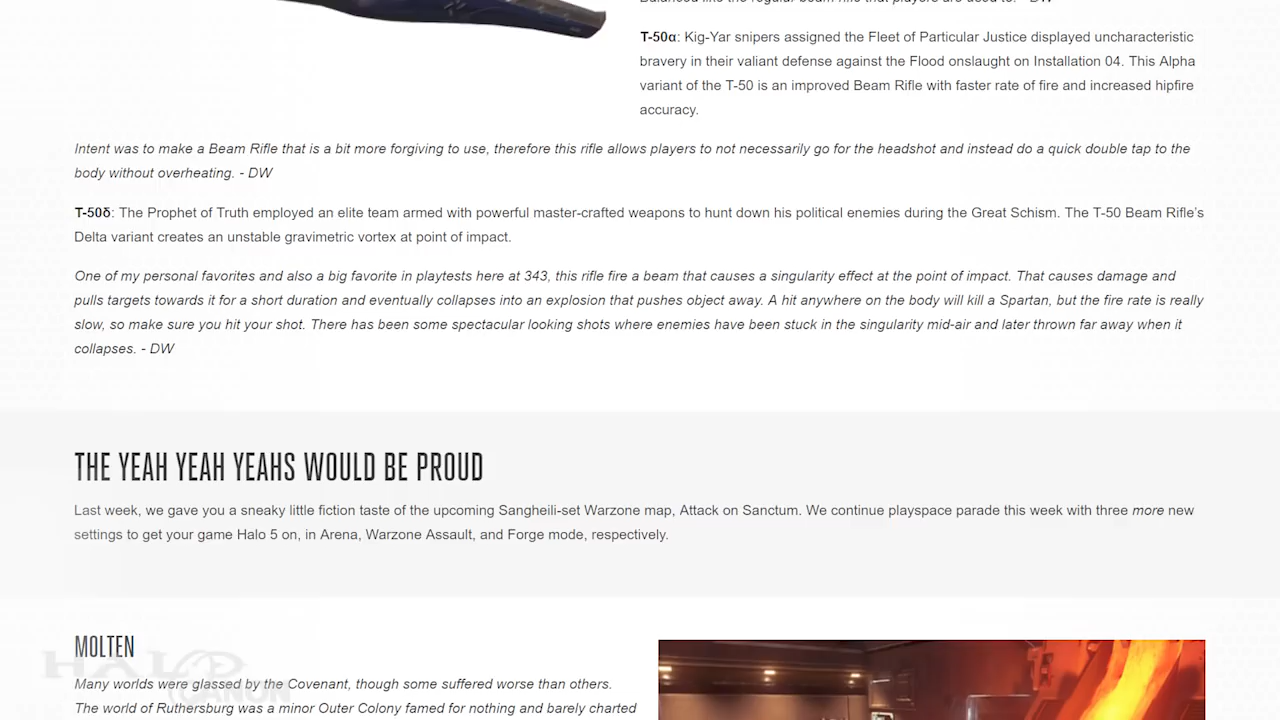 Balanced like the regular beam rifle that players are used to. - DW
T-50α: Kig-Yar snipers assigned the Fleet of Particular Justice displayed uncharacteristic
bravery in their valiant defense against the Flood onslaught on Installation 04. This Alpha
variant of the T-50 is an improved Beam Rifle with faster rate of fire and increased hipfire
accuracy.
Intent was to make a Beam Rifle that is a bit more forgiving to use, therefore this rifle allows players to not necessarily go for the headshot and instead do a quick double tap to the
body without overheating. - DW
T-50δ: The Prophet of Truth employed an elite team armed with powerful master-crafted weapons to hunt down his political enemies during the Great Schism. The T-50 Beam Rifle's
Delta variant creates an unstable gravimetric vortex at point of impact.
One of my personal favorites and also a big favorite in playtests here at 343, this rifle fire a beam that causes a singularity effect at the point of impact. That causes damage and
pulls targets towards it for a short duration and eventually collapses into an explosion that pushes object away. A hit anywhere on the body will kill a Spartan, but the fire rate is really
slow, so make sure you hit your shot. There has been some spectacular looking shots where enemies have been stuck in the singularity mid-air and later thrown far away when it
collapses. - DW
THE YEAH YEAH YEAHS WOULD BE PROUD
Last week, we gave you a sneaky little fiction taste of the upcoming Sangheili-set Warzone map, Attack on Sanctum. We continue playspace parade this week with three more new
settings to get your game Halo 5 on, in Arena, Warzone Assault, and Forge mode, respectively.
MOLTEN
HALO
CANON
Many worlds were glassed by the Covenant, though some suffered worse than others.
The world of Ruthersburg was a minor Outer Colony famed for nothing and barely charted